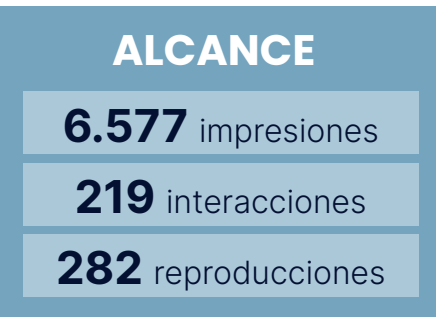 ALCANCE
6.577 impresiones
219 interacciones
282 reproducciones